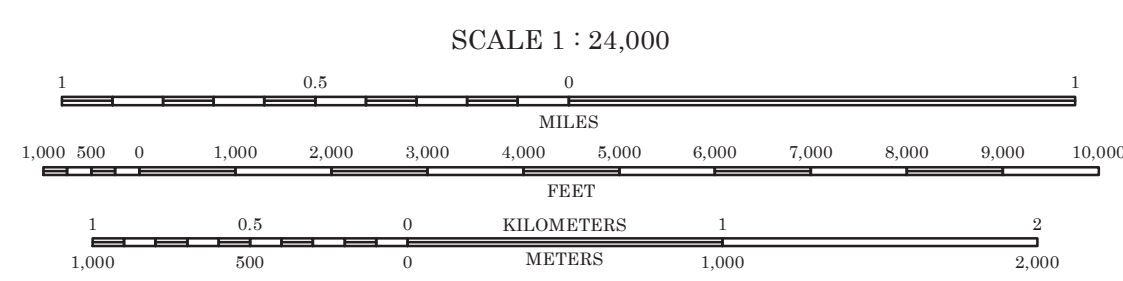 SCALE 1 : 24,000
1 0.5 0 1
MILES
1,000 500 0 1,000 2,000 3,000 4,000 5,000 6,000 7,000 8,000 9,000 10,000
FEET
1 0.5 0 KILOMETERS 1 2
1,000 500 0 METERS 1,000 2,000